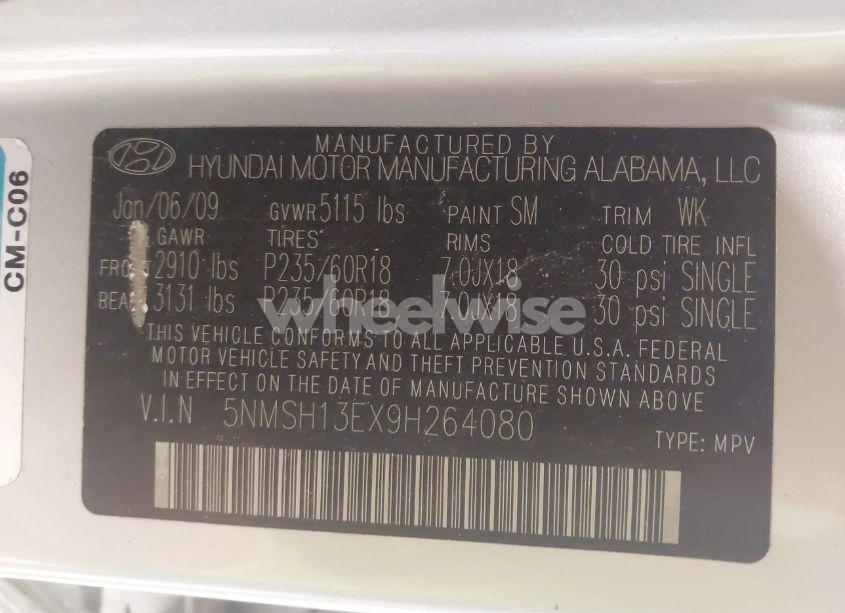 MANUFACTURED BY
HYUNDAI MOTOR MANUFACTURING ALABAMA, LLC
Jan/06/09 GVWR 5115 lbs PAINT SM TRIM WK
GAWR TIRES RIMS COLD TIRE INFL
FRONT 2910 lbs P235/60R18 7.0JX18 30 psi SINGLE
REAR 3131 lbs P235/60R18 7.0JX18 30 psi SINGLE
wheelwise
THIS VEHICLE CONFORMS TO ALL APPLICABLE U.S.A. FEDERAL
MOTOR VEHICLE SAFETY AND THEFT PREVENTION STANDARDS
IN EFFECT ON THE DATE OF MANUFACTURE SHOWN ABOVE
V.I.N 5NMSH13EX9H264080
TYPE: MPV
CM-C06